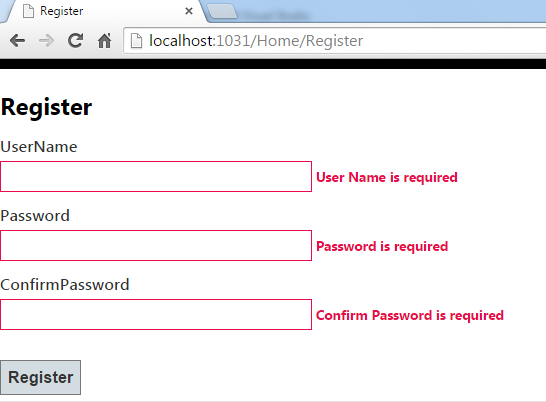 Register
localhost:1031/Home/Register
Register
UserName
User Name is required
Password
Password is required
ConfirmPassword
Confirm Password is required
Register